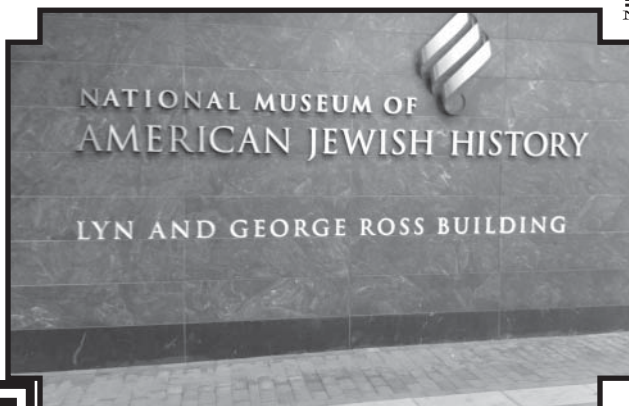 NATIONAL MUSEUM OF
AMERICAN JEWISH HISTORY
LYN AND GEORGE ROSS BUILDING